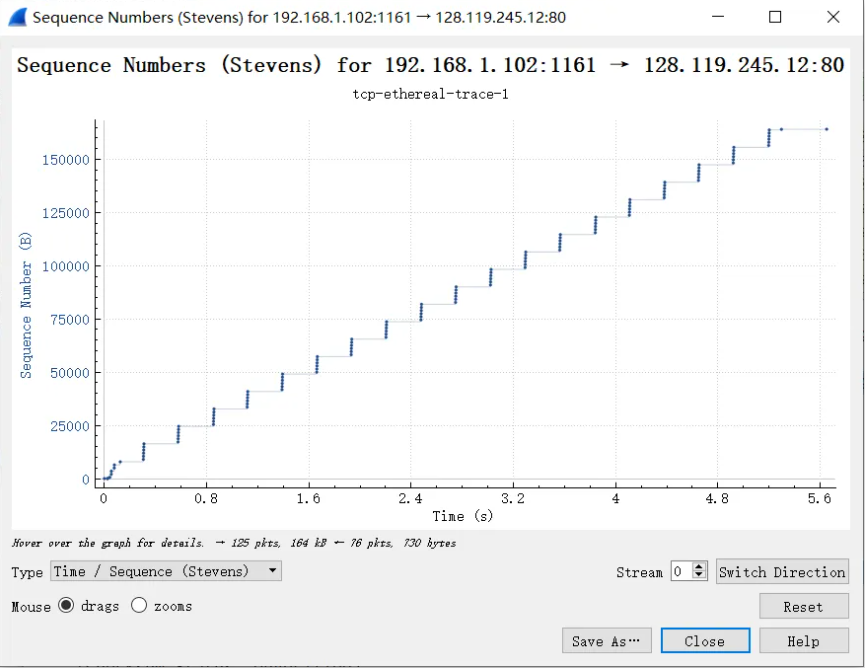 Sequence Numbers (Stevens) for 192.168.1.102:1161 → 128.119.245.12:80
Sequence Numbers (Stevens) for 192.168.1.102:1161 → 128.119.245.12:80
tcp-ethereal-trace-1
150000
125000
100000
75000
50000
25000
0
Sequence Number (B)
0 0.8 1.6 2.4 3.2 4 4.8 5.6
Time (s)
Hover over the graph for details. → 125 pkts, 164 kB ← 76 pkts, 730 bytes
Type Time / Sequence (Stevens) Stream 0 Switch Direction
Mouse drags zooms Reset
Save As… Close Help